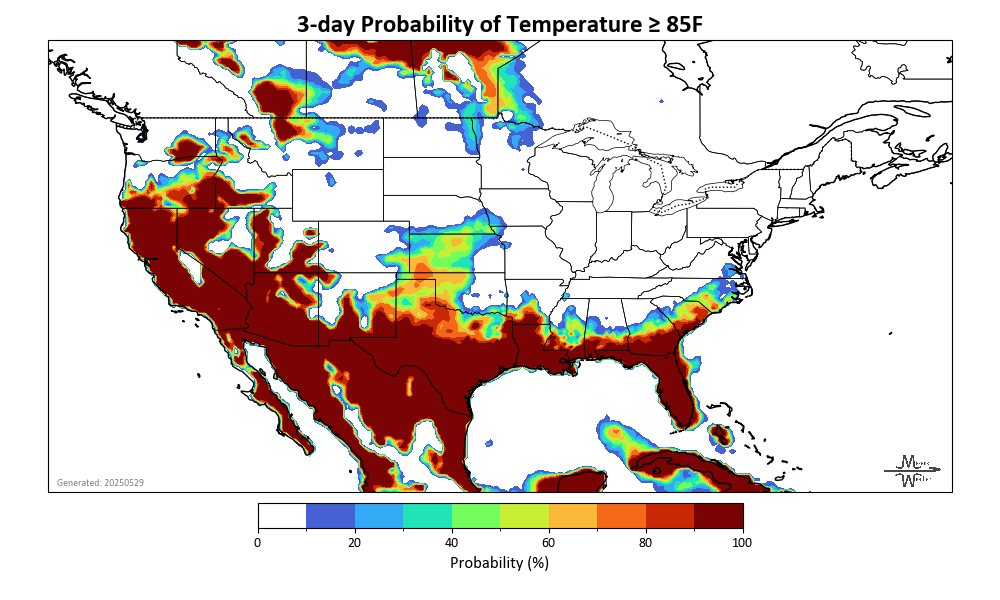 3-day Probability of Temperature ≥ 85F
Generated: 20250529
0 20 40 60 80 100
Probability (%)